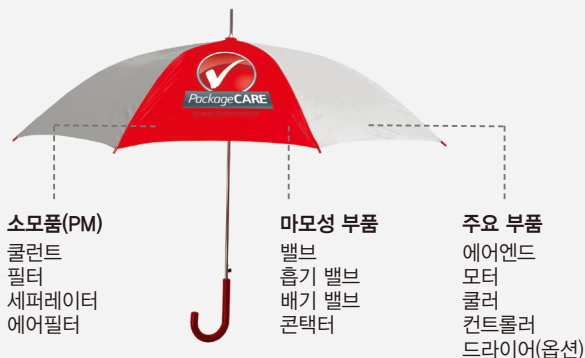 PackageCARE
소모품(PM)
쿨런트
필터
세퍼레이터
에어필터
마모성 부품
밸브
흡기 밸브
배기 밸브
콘택터
주요 부품
에어엔드
모터
쿨러
컨트롤러
드라이어(옵션)